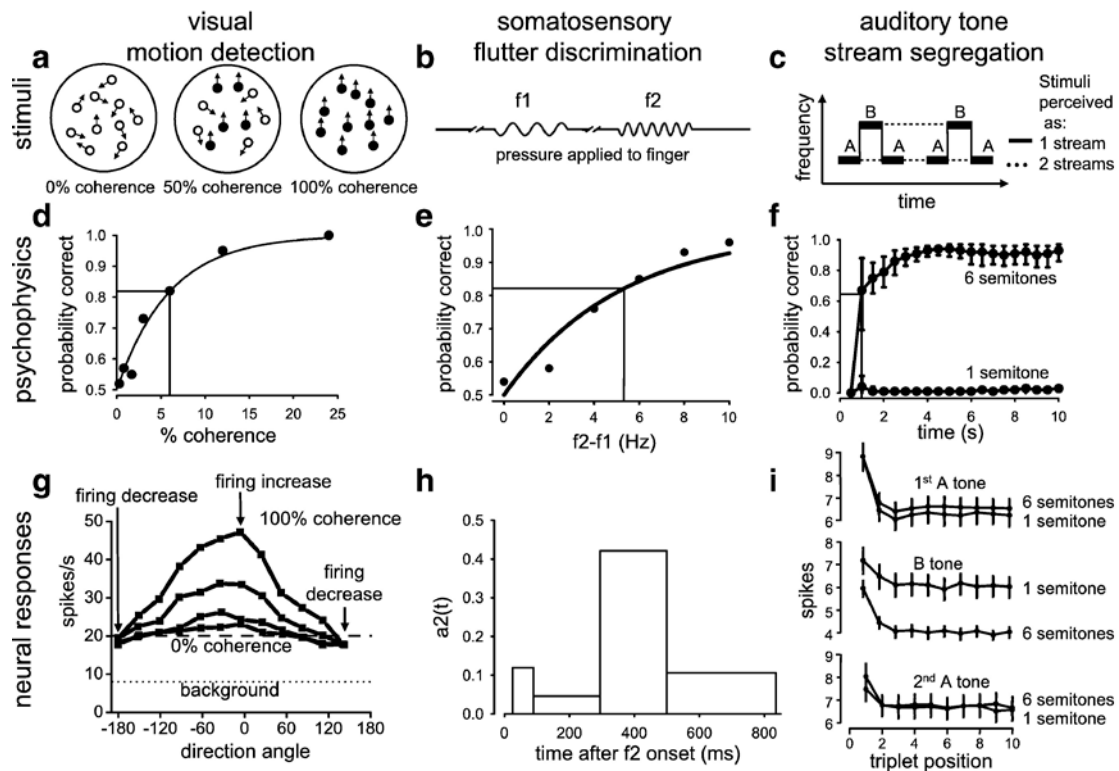 visual
motion detection
somatosensory
flutter discrimination
auditory tone
stream segregation
stimuli
a
0% coherence 50% coherence 100% coherence
b
f1 f2
pressure applied to finger
c
frequency
B B
A A A A
time
Stimuli
perceived
as:
1 stream
2 streams
psychophysics
d
probability correct
1.0
0.9
0.8
0.7
0.6
0.5
0 5 10 15 20 25
% coherence
e
probability correct
1.0
0.9
0.8
0.7
0.6
0.5
0 2 4 6 8 10
f2-f1 (Hz)
f
probability correct
1.0
0.8
0.6
0.4
0.2
0.0
6 semitones
1 semitone
0 2 4 6 8 10
time (s)
neural responses
g
firing decrease
firing increase
100% coherence
firing
decrease
spikes/s
50
40
30
20
10
0
0% coherence
background
-180 -120 -60 0 60 120 180
direction angle
h
a2(t)
0.5
0.4
0.3
0.2
0.1
0
0 200 400 600 800
time after f2 onset (ms)
i
spikes
9
8
7
6
1st A tone
6 semitones
1 semitone
8
6
4
B tone
1 semitone
6 semitones
9
8
7
6
2nd A tone
6 semitones
1 semitone
0 2 4 6 8 10
triplet position